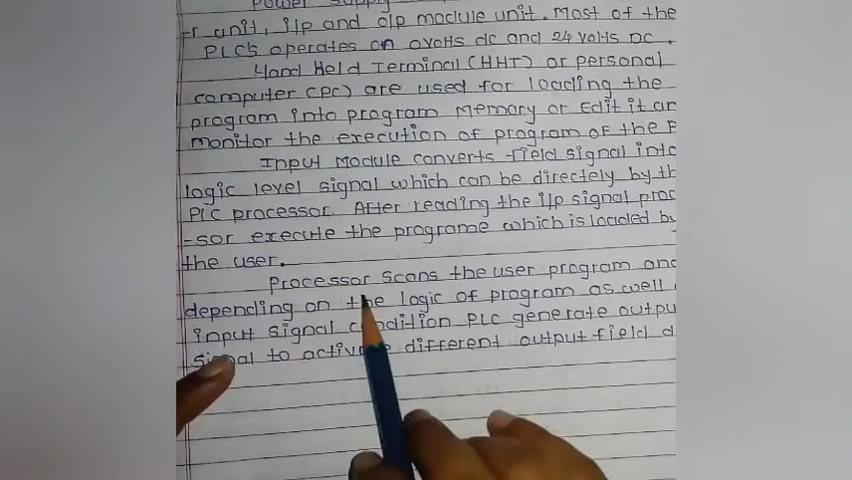 Power supply
-r unit, i/p and o/p module unit. Most of the
PLC's operates on 0volts dc and 24 volts DC.
Hand Held Terminal (HHT) or personal
computer (PC) are used for loading the
program into program Memory or Edit it an
monitor the execution of program of the P
Input Module converts field signal into
logic level signal which can be directely by th
PLC processor. After reading the i/p signal proc
-sor execute the programe which is loaded by
the user.
Processor scans the user program and
depending on the logic of program as well
input signal condition PLC generate outpu
signal to activate different output field d